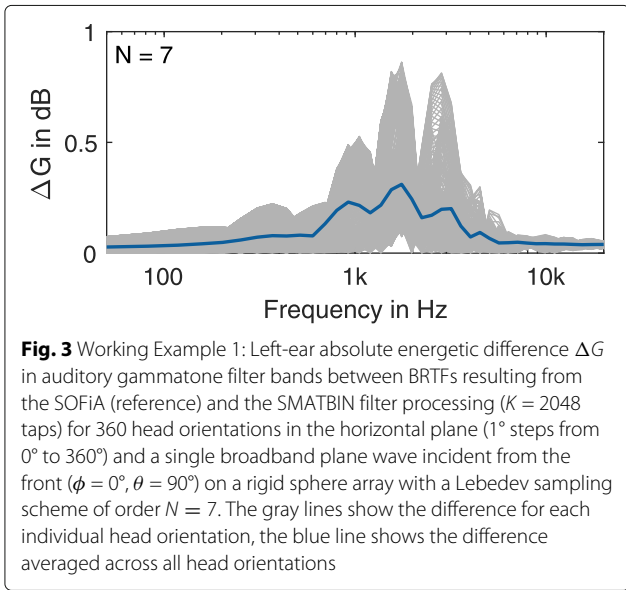 1
N = 7
0.5
ΔG in dB
0
100
1k
10k
Frequency in Hz
Fig. 3 Working Example 1: Left-ear absolute energetic difference ΔG
in auditory gammatone filter bands between BRTFs resulting from
the SOFiA (reference) and the SMATBIN filter processing (K = 2048
taps) for 360 head orientations in the horizontal plane (1° steps from
0° to 360°) and a single broadband plane wave incident from the
front (ϕ = 0°, θ = 90°) on a rigid sphere array with a Lebedev sampling
scheme of order N = 7. The gray lines show the difference for each
individual head orientation, the blue line shows the difference
averaged across all head orientations